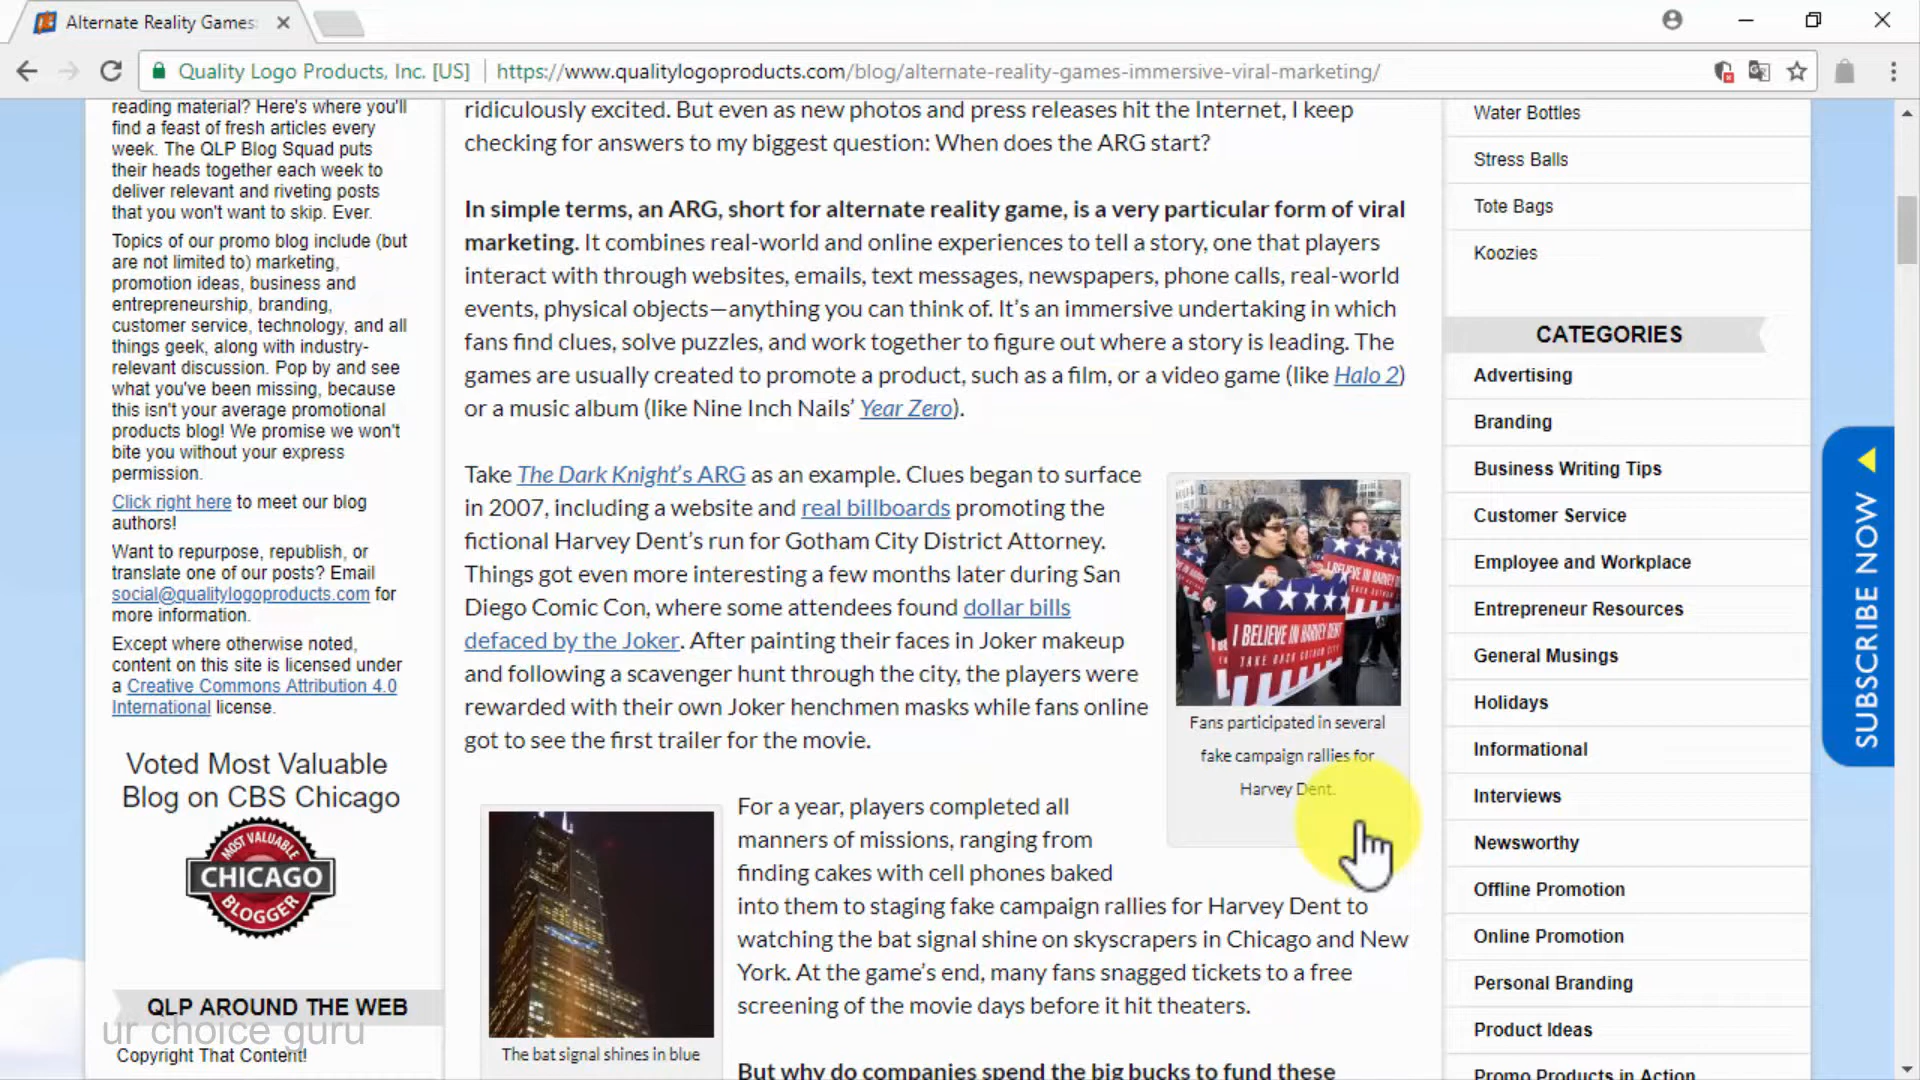 Alternate Reality Games:
Quality Logo Products, Inc. [US]
https://www.qualitylogoproducts.com/blog/alternate-reality-games-immersive-viral-marketing/
reading material? Here's where you'll
find a feast of fresh articles every
week. The QLP Blog Squad puts
their heads together each week to
deliver relevant and riveting posts
that you won't want to skip. Ever.
Topics of our promo blog include (but
are not limited to) marketing,
promotion ideas, business and
entrepreneurship, branding,
customer service, technology, and all
things geek, along with industry-
relevant discussion. Pop by and see
what you've been missing, because
this isn't your average promotional
products blog! We promise we won't
bite you without your express
permission.
Click right here to meet our blog
authors!
Want to repurpose, republish, or
translate one of our posts? Email
social@qualitylogoproducts.com for
more information.
Except where otherwise noted,
content on this site is licensed under
a Creative Commons Attribution 4.0
International license.
Voted Most Valuable
Blog on CBS Chicago
MOST VALUABLE
CHICAGO
BLOGGER
QLP AROUND THE WEB
ur choice guru
Copyright That Content!
ridiculously excited. But even as new photos and press releases hit the Internet, I keep
checking for answers to my biggest question: When does the ARG start?
In simple terms, an ARG, short for alternate reality game, is a very particular form of viral
marketing. It combines real-world and online experiences to tell a story, one that players
interact with through websites, emails, text messages, newspapers, phone calls, real-world
events, physical objects—anything you can think of. It's an immersive undertaking in which
fans find clues, solve puzzles, and work together to figure out where a story is leading. The
games are usually created to promote a product, such as a film, or a video game (like Halo 2)
or a music album (like Nine Inch Nails' Year Zero).
Take The Dark Knight's ARG as an example. Clues began to surface
in 2007, including a website and real billboards promoting the
fictional Harvey Dent's run for Gotham City District Attorney.
Things got even more interesting a few months later during San
Diego Comic Con, where some attendees found dollar bills
defaced by the Joker. After painting their faces in Joker makeup
and following a scavenger hunt through the city, the players were
rewarded with their own Joker henchmen masks while fans online
got to see the first trailer for the movie.
I BELIEVE IN HARVEY DENT
TAKE BACK GOTHAM CITY
Fans participated in several
fake campaign rallies for
Harvey Dent.
For a year, players completed all
manners of missions, ranging from
finding cakes with cell phones baked
into them to staging fake campaign rallies for Harvey Dent to
watching the bat signal shine on skyscrapers in Chicago and New
York. At the game's end, many fans snagged tickets to a free
screening of the movie days before it hit theaters.
The bat signal shines in blue
But why do companies spend the big bucks to fund these
Water Bottles
Stress Balls
Tote Bags
Koozies
CATEGORIES
Advertising
Branding
Business Writing Tips
Customer Service
Employee and Workplace
Entrepreneur Resources
General Musings
Holidays
Informational
Interviews
Newsworthy
Offline Promotion
Online Promotion
Personal Branding
Product Ideas
Promo Products in Action
SUBSCRIBE NOW